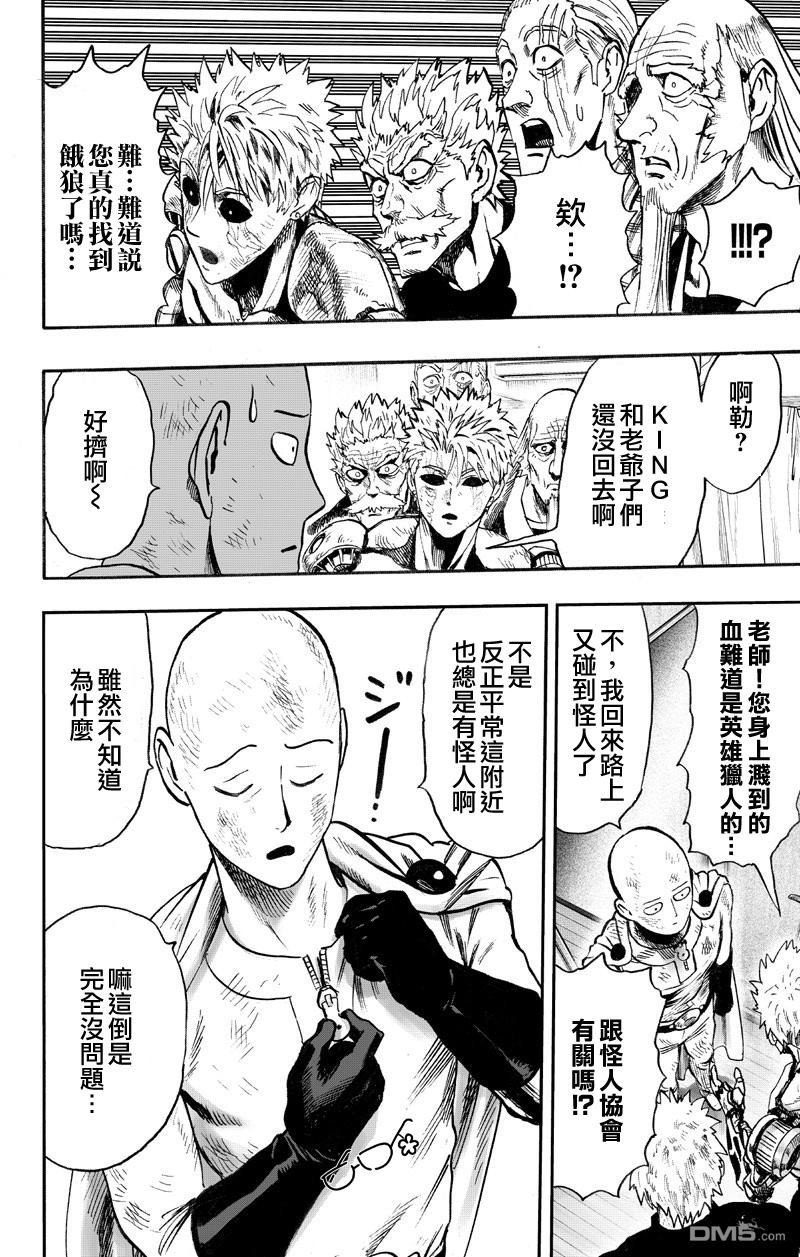 !!!?
欸…
!?
難…難道說
您真的找到
餓狼了嗎…
啊勒？
KING
和老爺子們
還沒回去啊
好擠啊～
老師！您身上濺到的
血難道是英雄獵人的…
不，我回來路上
又碰到怪人了
跟怪人協會
有關嗎!?
不是
反正平常這附近
也總是有怪人啊
雖然不知道
為什麼
嘛這倒是
完全沒問題…
DM5.com